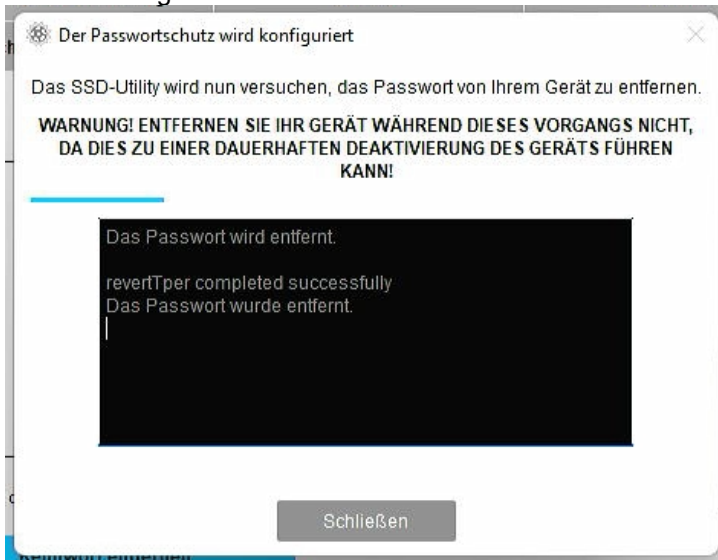 Der Passwortschutz wird konfiguriert
Das SSD-Utility wird nun versuchen, das Passwort von Ihrem Gerät zu entfernen.
WARNUNG! ENTFERNEN SIE IHR GERÄT WÄHREND DIESES VORGANGS NICHT,
DA DIES ZU EINER DAUERHAFTEN DEAKTIVIERUNG DES GERÄTS FÜHREN
KANN!
Das Passwort wird entfernt.
revertTper completed successfully
Das Passwort wurde entfernt.
Schließen